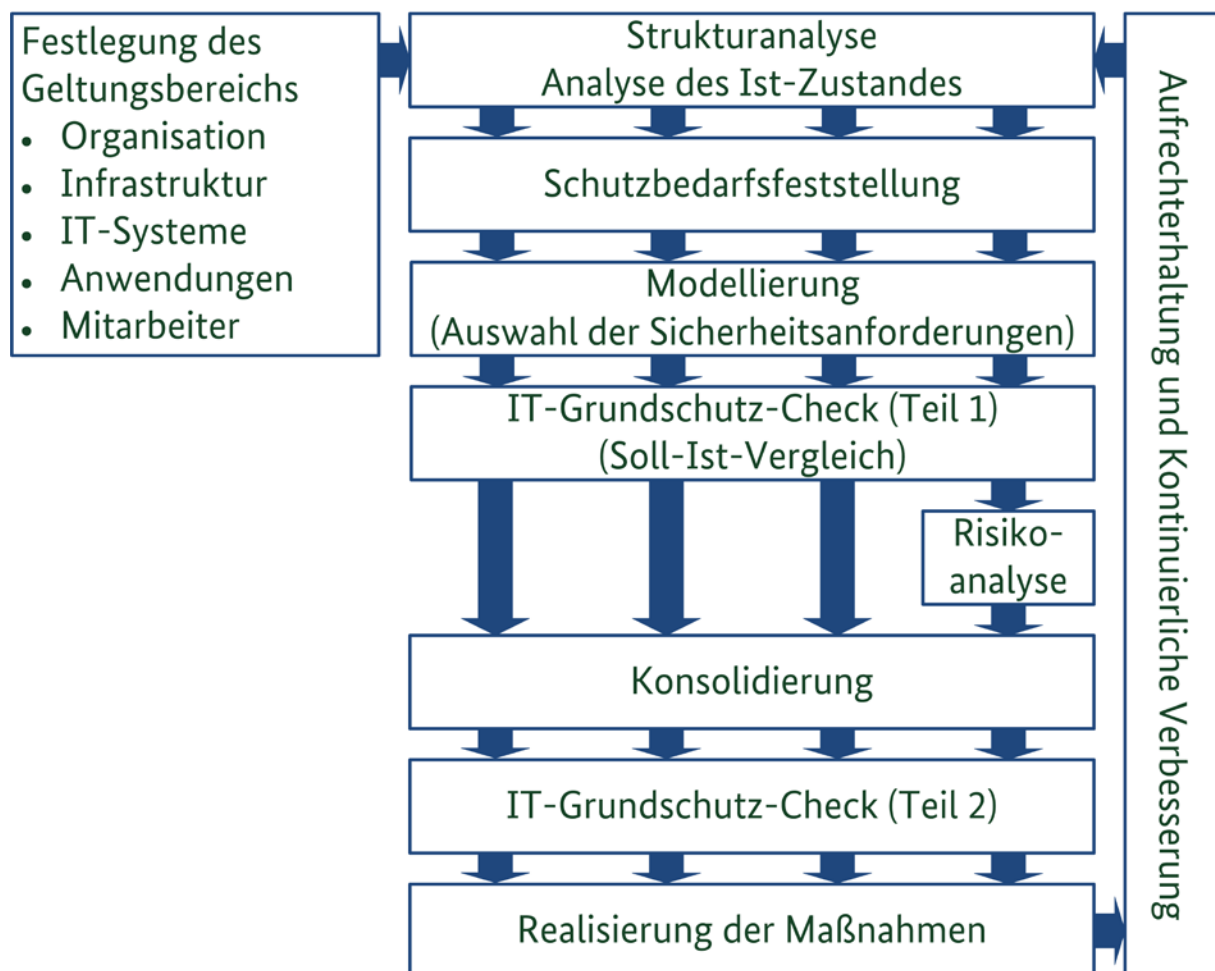 Festlegung des
Geltungsbereichs
• Organisation
• Infrastruktur
• IT-Systeme
• Anwendungen
• Mitarbeiter
Strukturanalyse
Analyse des Ist-Zustandes
Schutzbedarfsfeststellung
Modellierung
(Auswahl der Sicherheitsanforderungen)
IT-Grundschutz-Check (Teil 1)
(Soll-Ist-Vergleich)
Risiko-
analyse
Konsolidierung
IT-Grundschutz-Check (Teil 2)
Realisierung der Maßnahmen
Aufrechterhaltung und Kontinuierliche Verbesserung